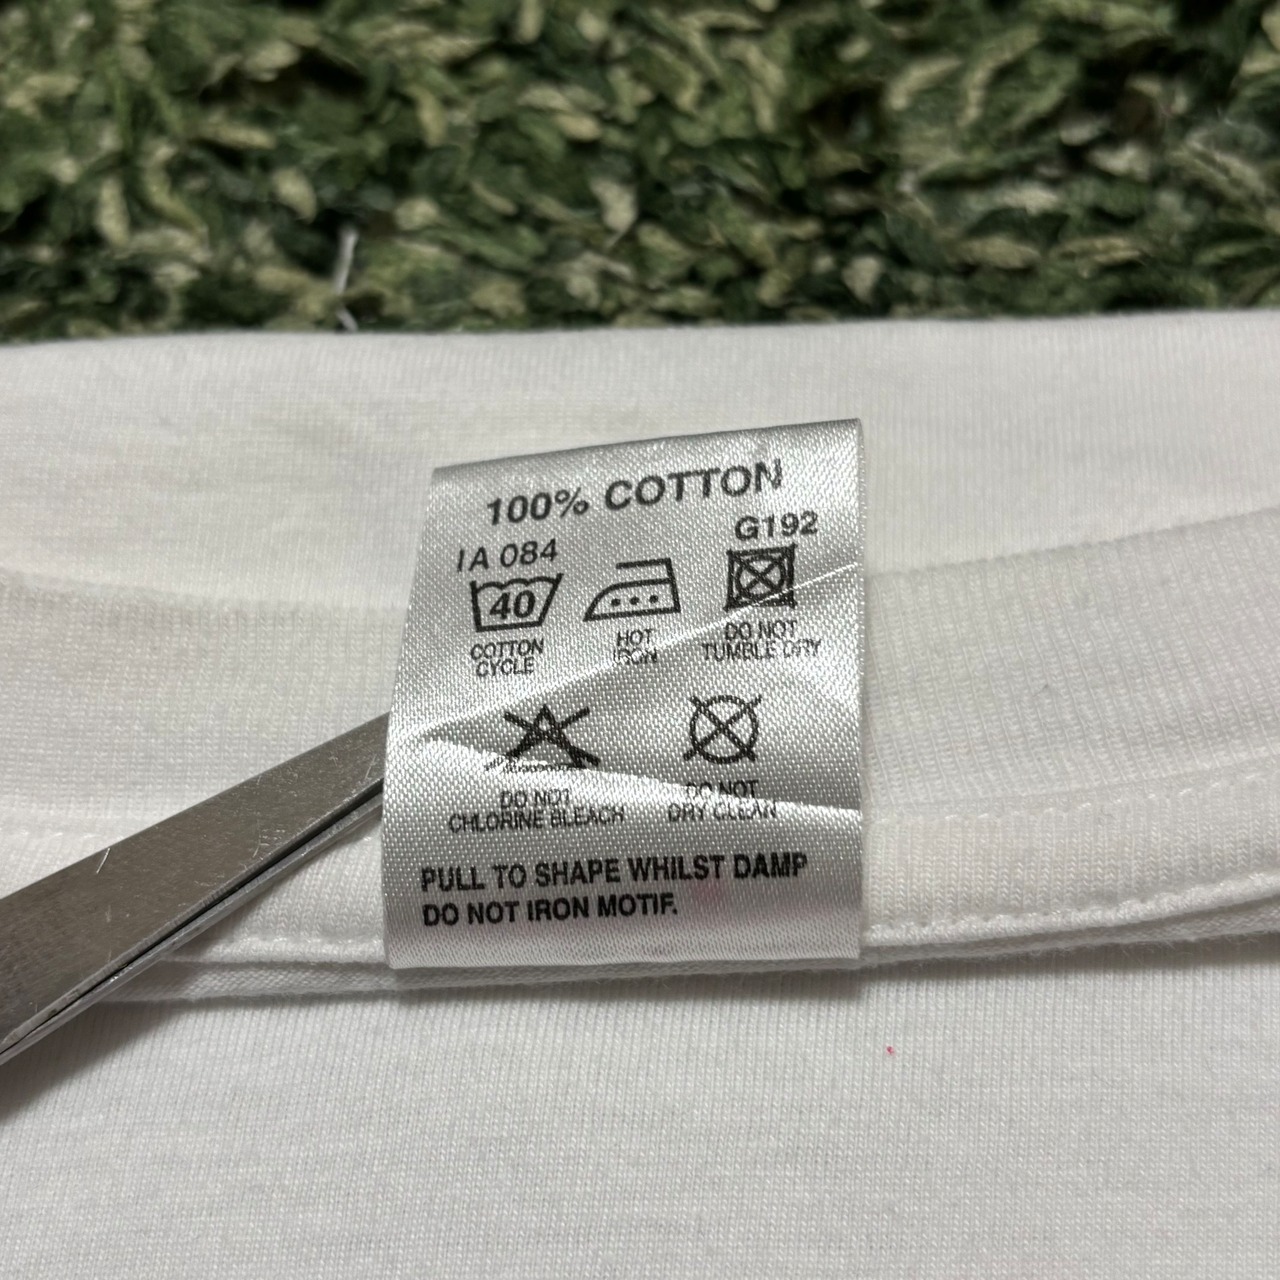 100% COTTON
IA 084
G192
40
COTTON
CYCLE
HOT
IRON
DO NOT
TUMBLE DRY
DO NOT
CHLORINE BLEACH
DO NOT
DRY CLEAN
PULL TO SHAPE WHILST DAMP
DO NOT IRON MOTIF.